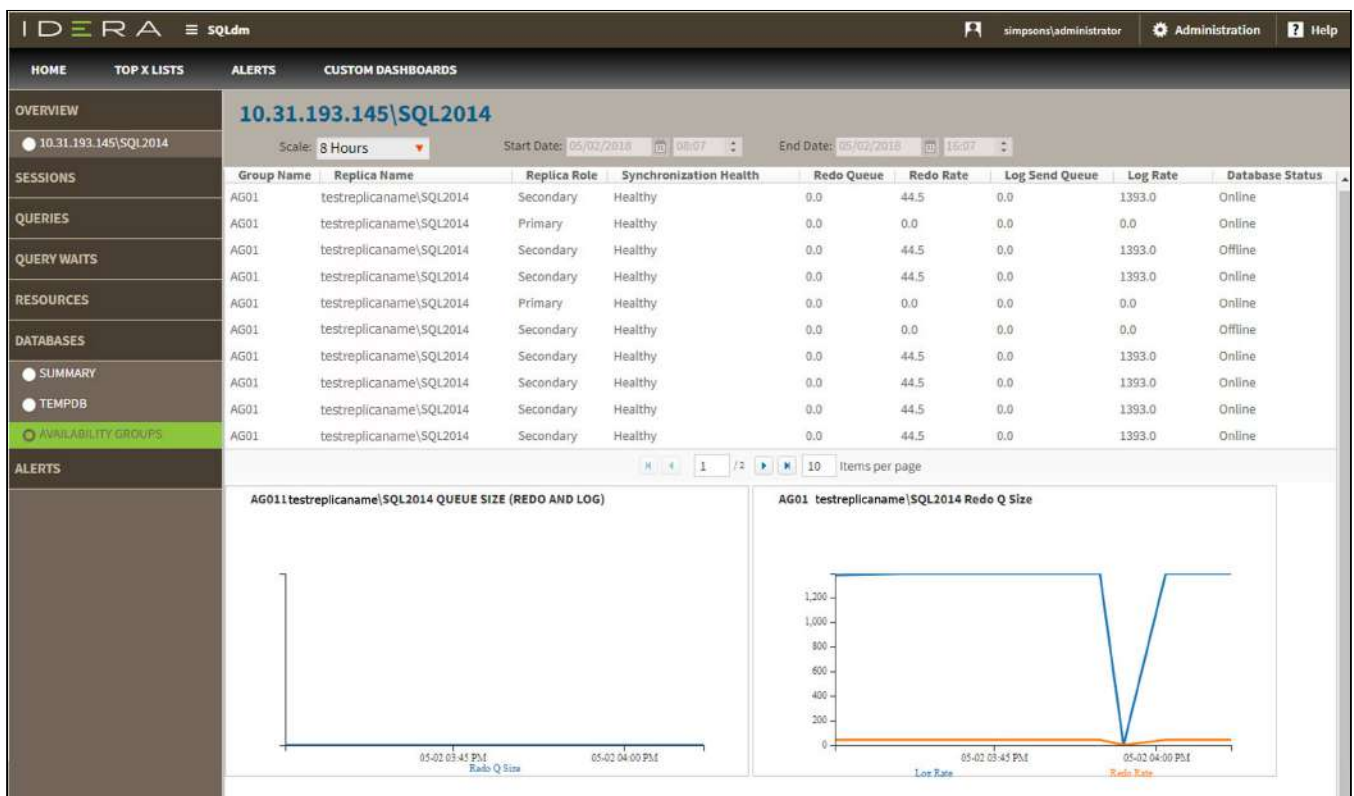 IDERA SQLdm simpsons\administrator Administration ? Help
HOME TOP X LISTS ALERTS CUSTOM DASHBOARDS
OVERVIEW
10.31.193.145\SQL2014
SESSIONS
QUERIES
QUERY WAITS
RESOURCES
DATABASES
SUMMARY
TEMPDB
AVAILABILITY GROUPS
ALERTS
10.31.193.145\SQL2014
Scale: 8 Hours Start Date: 05/02/2018 08:07 End Date: 05/02/2018 16:07
Group Name Replica Name Replica Role Synchronization Health Redo Queue Redo Rate Log Send Queue Log Rate Database Status
AG01 testreplicaname\SQL2014 Secondary Healthy 0.0 44.5 0.0 1393.0 Online
AG01 testreplicaname\SQL2014 Primary Healthy 0.0 0.0 0.0 0.0 Online
AG01 testreplicaname\SQL2014 Secondary Healthy 0.0 44.5 0.0 1393.0 Offline
AG01 testreplicaname\SQL2014 Secondary Healthy 0.0 44.5 0.0 1393.0 Online
AG01 testreplicaname\SQL2014 Primary Healthy 0.0 0.0 0.0 0.0 Online
AG01 testreplicaname\SQL2014 Secondary Healthy 0.0 0.0 0.0 0.0 Offline
AG01 testreplicaname\SQL2014 Secondary Healthy 0.0 44.5 0.0 1393.0 Online
AG01 testreplicaname\SQL2014 Secondary Healthy 0.0 44.5 0.0 1393.0 Online
AG01 testreplicaname\SQL2014 Secondary Healthy 0.0 44.5 0.0 1393.0 Online
AG01 testreplicaname\SQL2014 Secondary Healthy 0.0 44.5 0.0 1393.0 Online
1 / 2 10 Items per page
AG011testreplicaname\SQL2014 QUEUE SIZE (REDO AND LOG)
05-02 03:45 PM 05-02 04:00 PM
Redo Q Size
AG01 testreplicaname\SQL2014 Redo Q Size
1,200
1,000
800
600
400
200
0
05-02 03:45 PM 05-02 04:00 PM
Log Rate Redo Rate